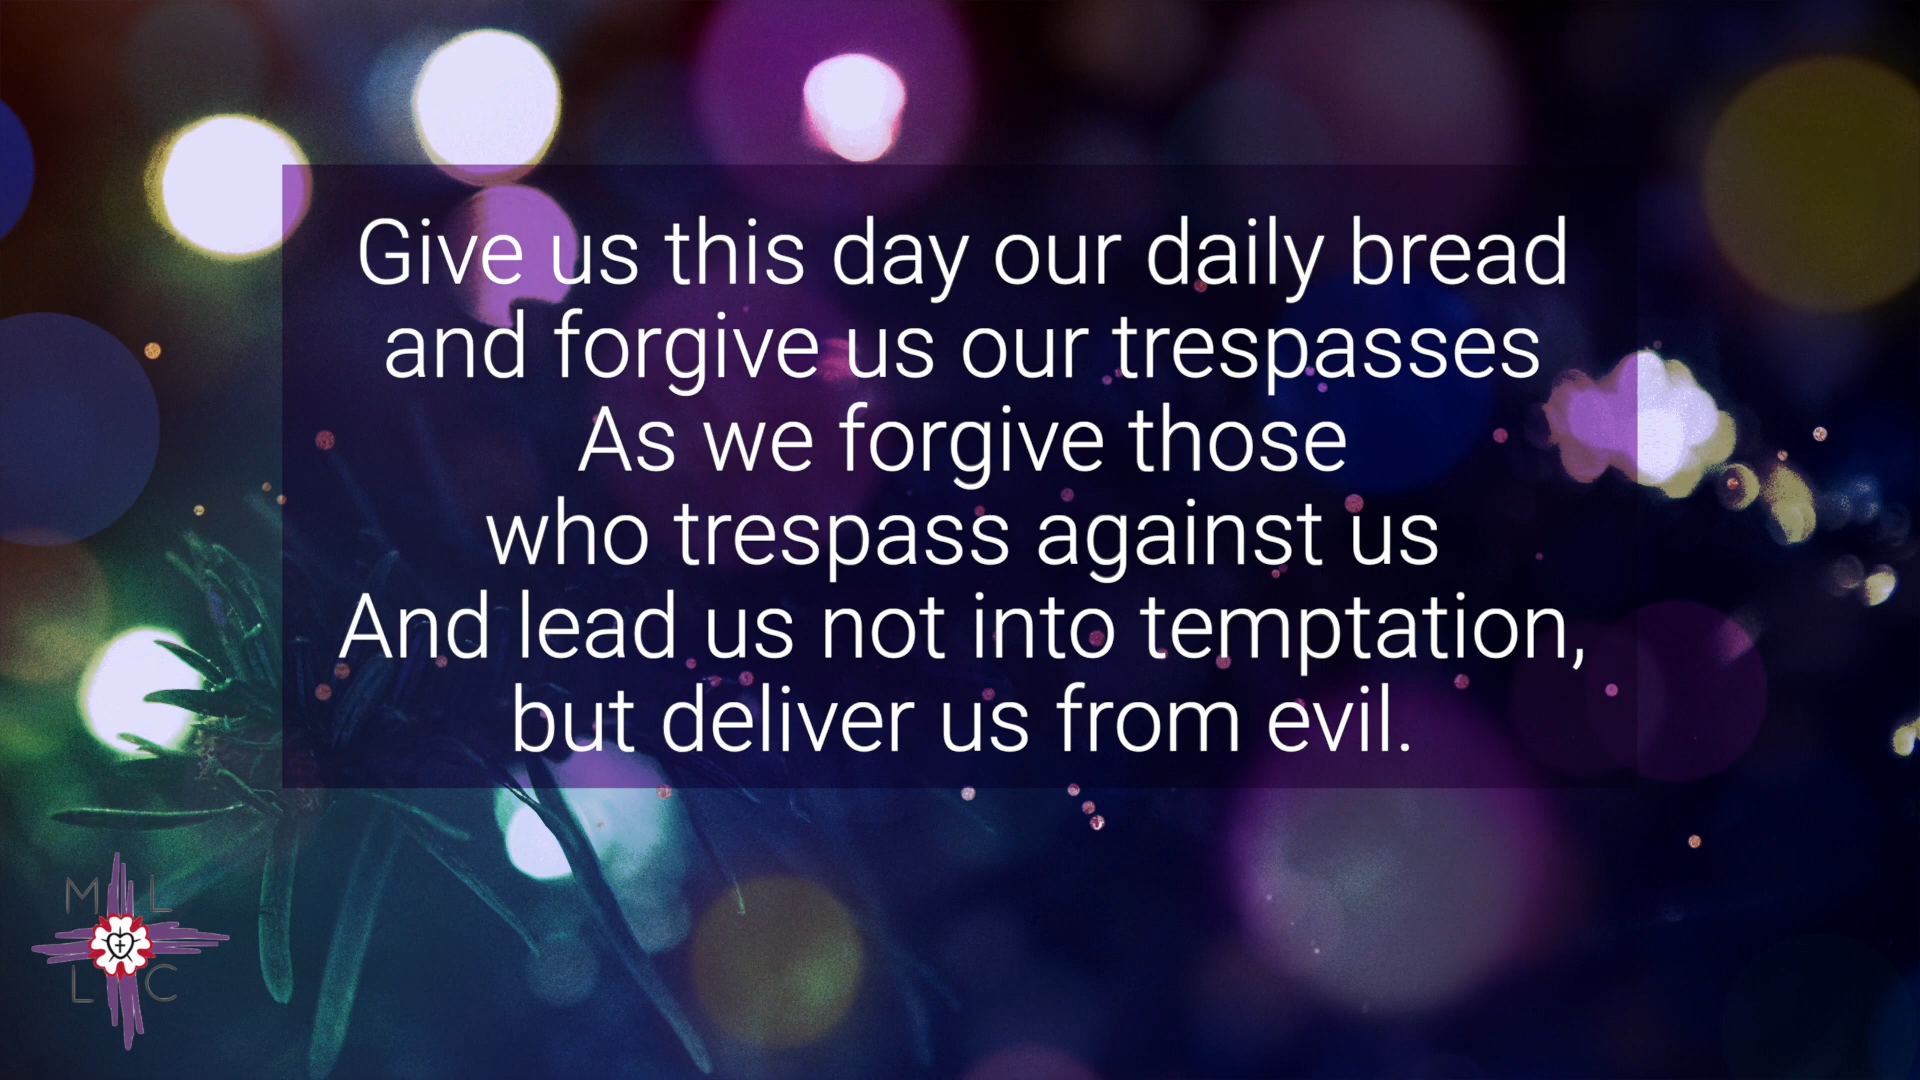 Give us this day our daily bread
and forgive us our trespasses
As we forgive those
who trespass against us
And lead us not into temptation,
but deliver us from evil.
M L
L C